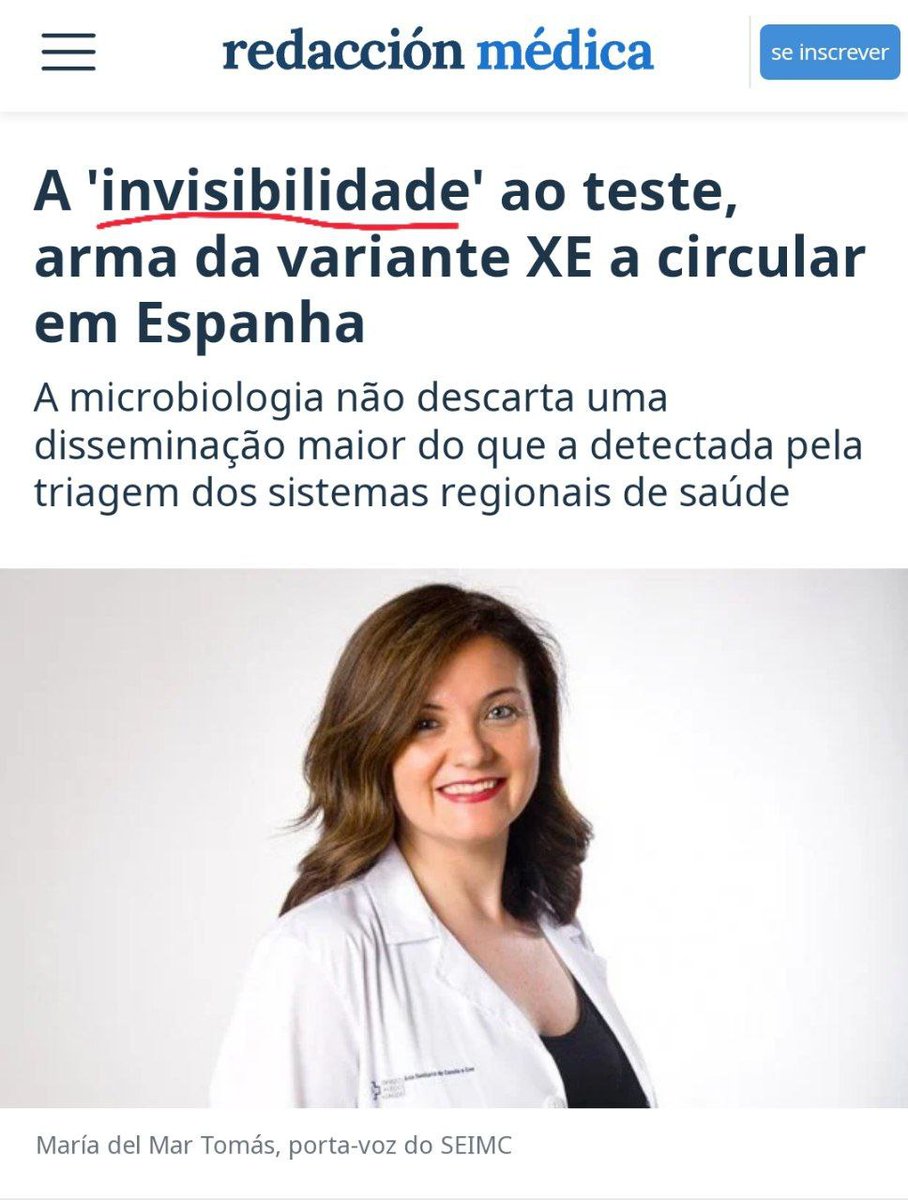 redacción médica
se inscrever
A 'invisibilidade' ao teste,
arma da variante XE a circular
em Espanha
A microbiologia não descarta uma
disseminação maior do que a detectada pela
triagem dos sistemas regionais de saúde
María del Mar Tomás, porta-voz do SEIMC